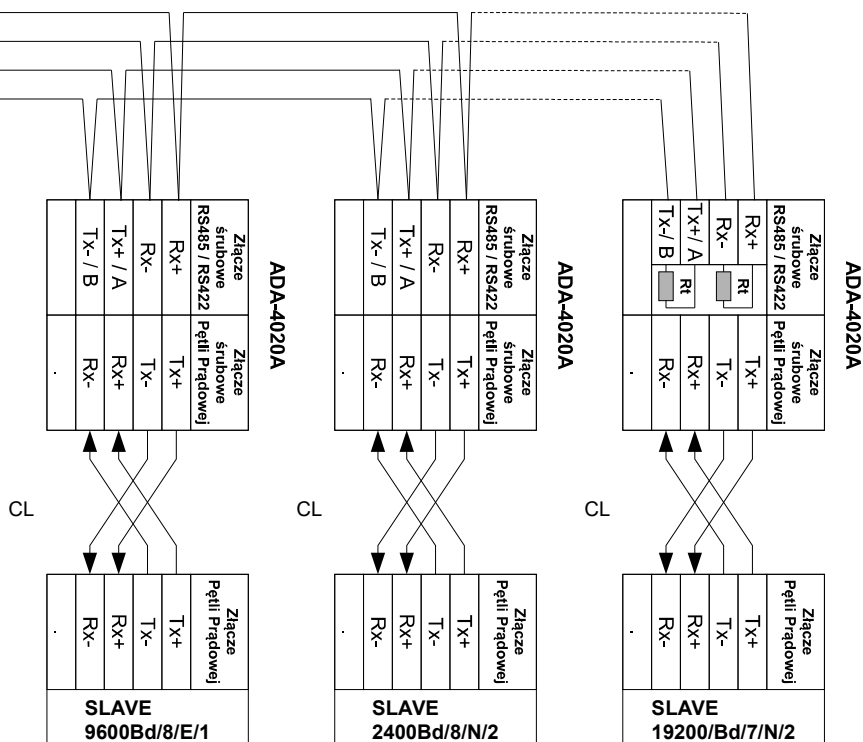 ADA-4020A
Złącze
śrubowe
RS485 / RS422
Rx+
Rx-
Tx+ / A
Tx- / B
Złącze
śrubowe
Pętli Prądowej
Tx+
Tx-
Rx+
Rx-
.
CL
Złącze
Pętli Prądowej
Tx+
Tx-
Rx+
Rx-
.
SLAVE
9600Bd/8/E/1
ADA-4020A
Złącze
śrubowe
RS485 / RS422
Rx+
Rx-
Tx+ / A
Tx- / B
Złącze
śrubowe
Pętli Prądowej
Tx+
Tx-
Rx+
Rx-
.
CL
Złącze
Pętli Prądowej
Tx+
Tx-
Rx+
Rx-
.
SLAVE
2400Bd/8/N/2
ADA-4020A
Złącze
śrubowe
RS485 / RS422
Rx+
Rx-
Tx+/ A
Tx-/ B
Rt
Rt
Złącze
śrubowe
Pętli Prądowej
Tx+
Tx-
Rx+
Rx-
.
CL
Złącze
Pętli Prądowej
Tx+
Tx-
Rx+
Rx-
.
SLAVE
19200/Bd/7/N/2